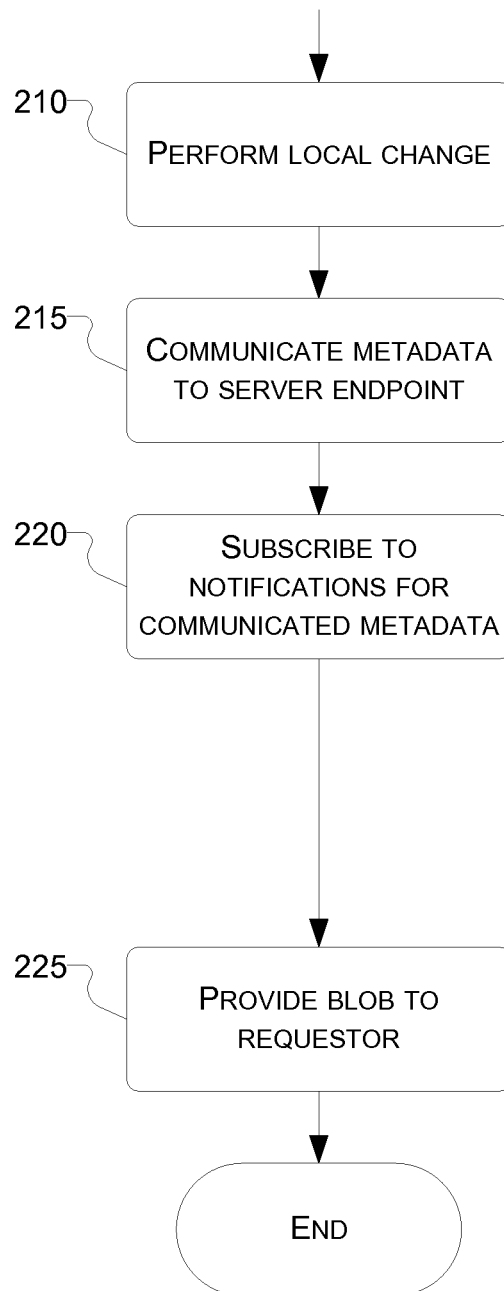 210
PERFORM LOCAL CHANGE
215
COMMUNICATE METADATA
TO SERVER ENDPOINT
220
SUBSCRIBE TO
NOTIFICATIONS FOR
COMMUNICATED METADATA
225
PROVIDE BLOB TO
REQUESTOR
END